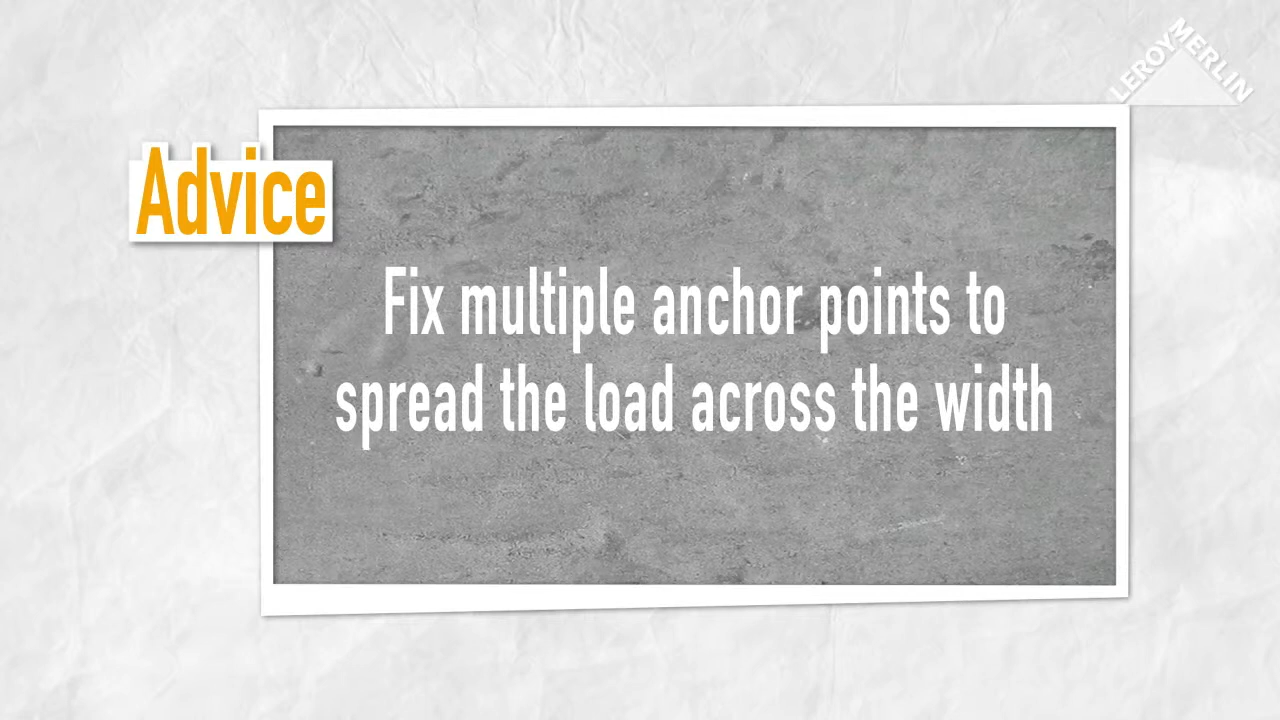 LEROY MERLIN
Advice
Fix multiple anchor points to
spread the load across the width